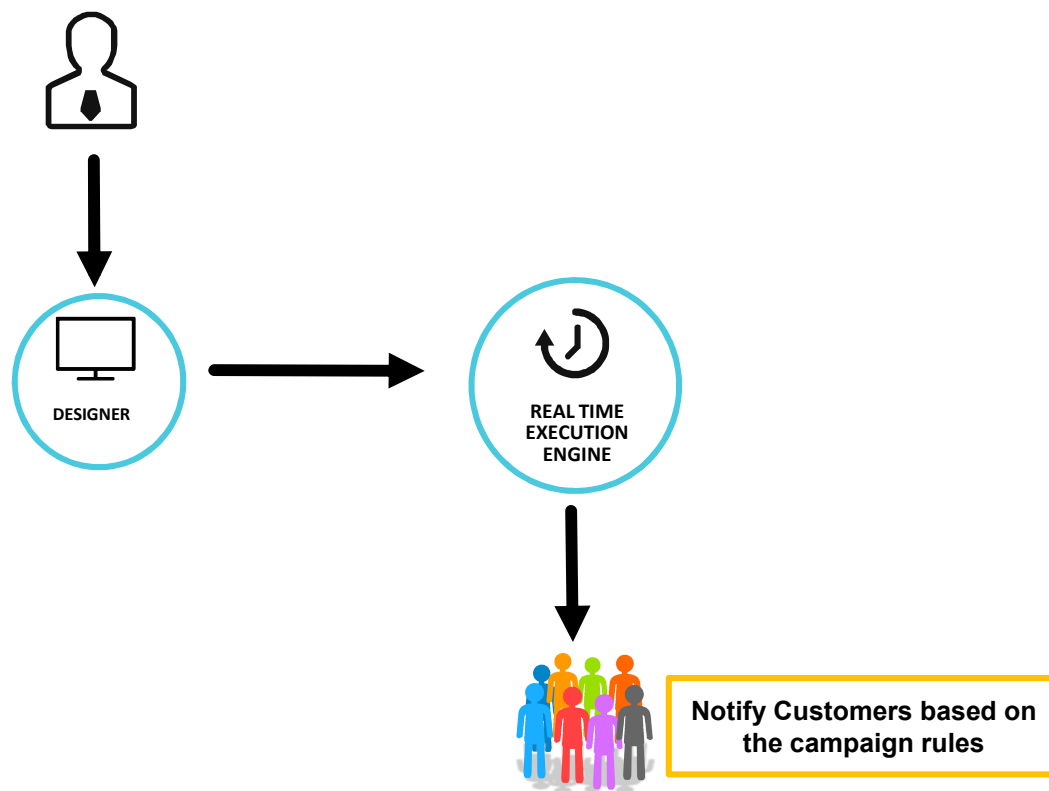 DESIGNER
REAL TIME
EXECUTION
ENGINE
Notify Customers based on
the campaign rules